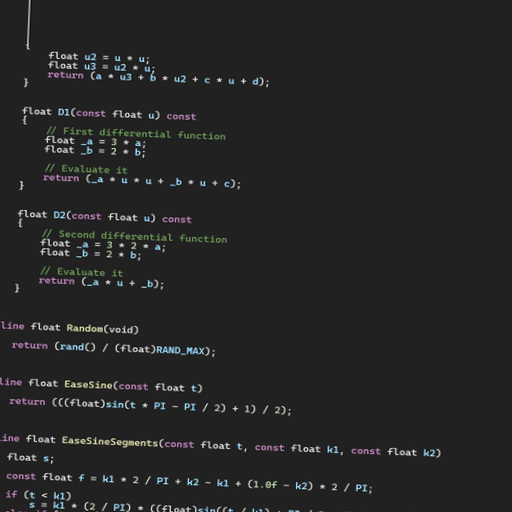 {
float u2 = u * u;
float u3 = u2 * u;
return (a * u3 + b * u2 + c * u + d);
}
float D1(const float u) const
{
// First differential function
float _a = 3 * a;
float _b = 2 * b;
// Evaluate it
return (_a * u * u + _b * u + c);
}
float D2(const float u) const
{
// Second differential function
float _a = 3 * 2 * a;
float _b = 2 * b;
// Evaluate it
return (_a * u + _b);
}
line float Random(void)
return (rand() / (float)RAND_MAX);
line float EaseSine(const float t)
return (((float)sin(t * PI - PI / 2) + 1) / 2);
line float EaseSineSegments(const float t, const float k1, const float k2)
float s;
const float f = k1 * 2 / PI + k2 - k1 + (1.0f - k2) * 2 / PI;
if (t < k1)
s = k1 * (2 / PI) * ((float)sin((t / k1)